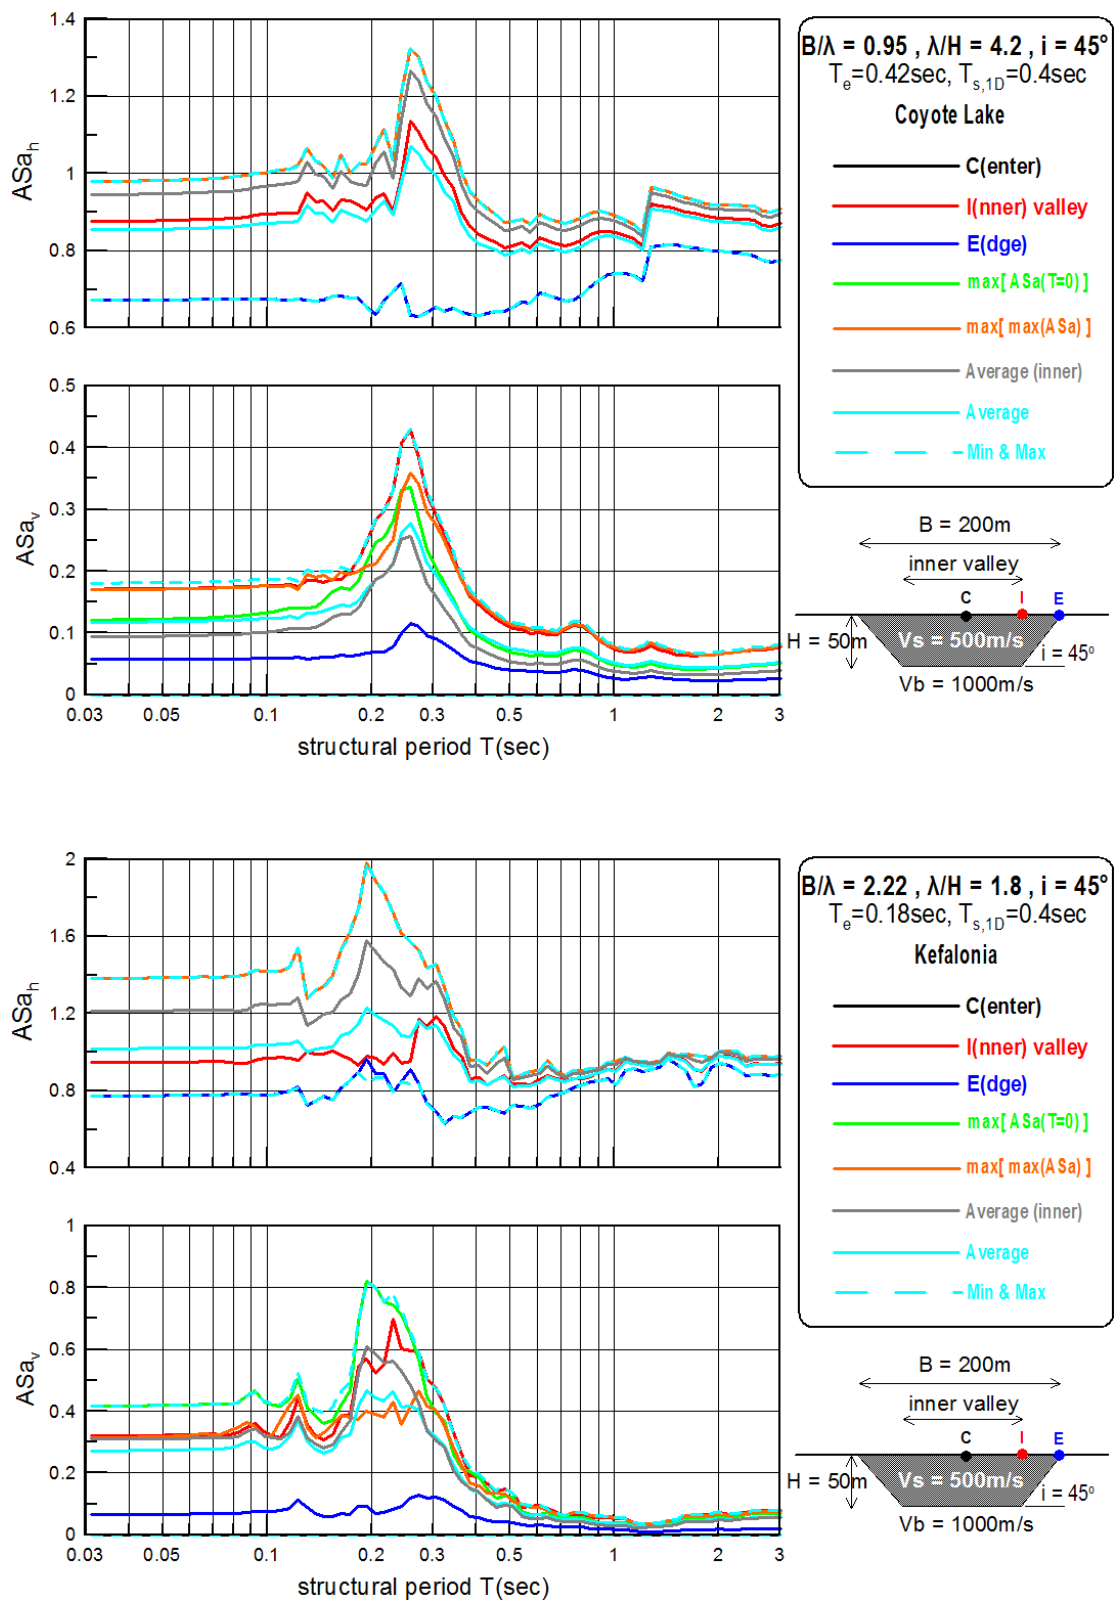 1.4
1.2
1
0.8
0.6
ASa_h
B/λ = 0.95 , λ/H = 4.2 , i = 45°
T_e=0.42sec, T_s,1D=0.4sec
Coyote Lake
C(enter)
I(nner) valley
E(dge)
max[ ASa(T=0) ]
max[ max(ASa) ]
Average (inner)
Average
Min & Max
0.5
0.4
0.3
0.2
0.1
0
ASa_v
0.03 0.05 0.1 0.2 0.3 0.5 1 2 3
structural period T(sec)
B = 200m
inner valley
C I E
H = 50m
Vs = 500m/s
i = 45°
Vb = 1000m/s
2
1.6
1.2
0.8
0.4
ASa_h
B/λ = 2.22 , λ/H = 1.8 , i = 45°
T_e=0.18sec, T_s,1D=0.4sec
Kefalonia
C(enter)
I(nner) valley
E(dge)
max[ ASa(T=0) ]
max[ max(ASa) ]
Average (inner)
Average
Min & Max
1
0.8
0.6
0.4
0.2
0
ASa_v
0.03 0.05 0.1 0.2 0.3 0.5 1 2 3
structural period T(sec)
B = 200m
inner valley
C I E
H = 50m
Vs = 500m/s
i = 45°
Vb = 1000m/s